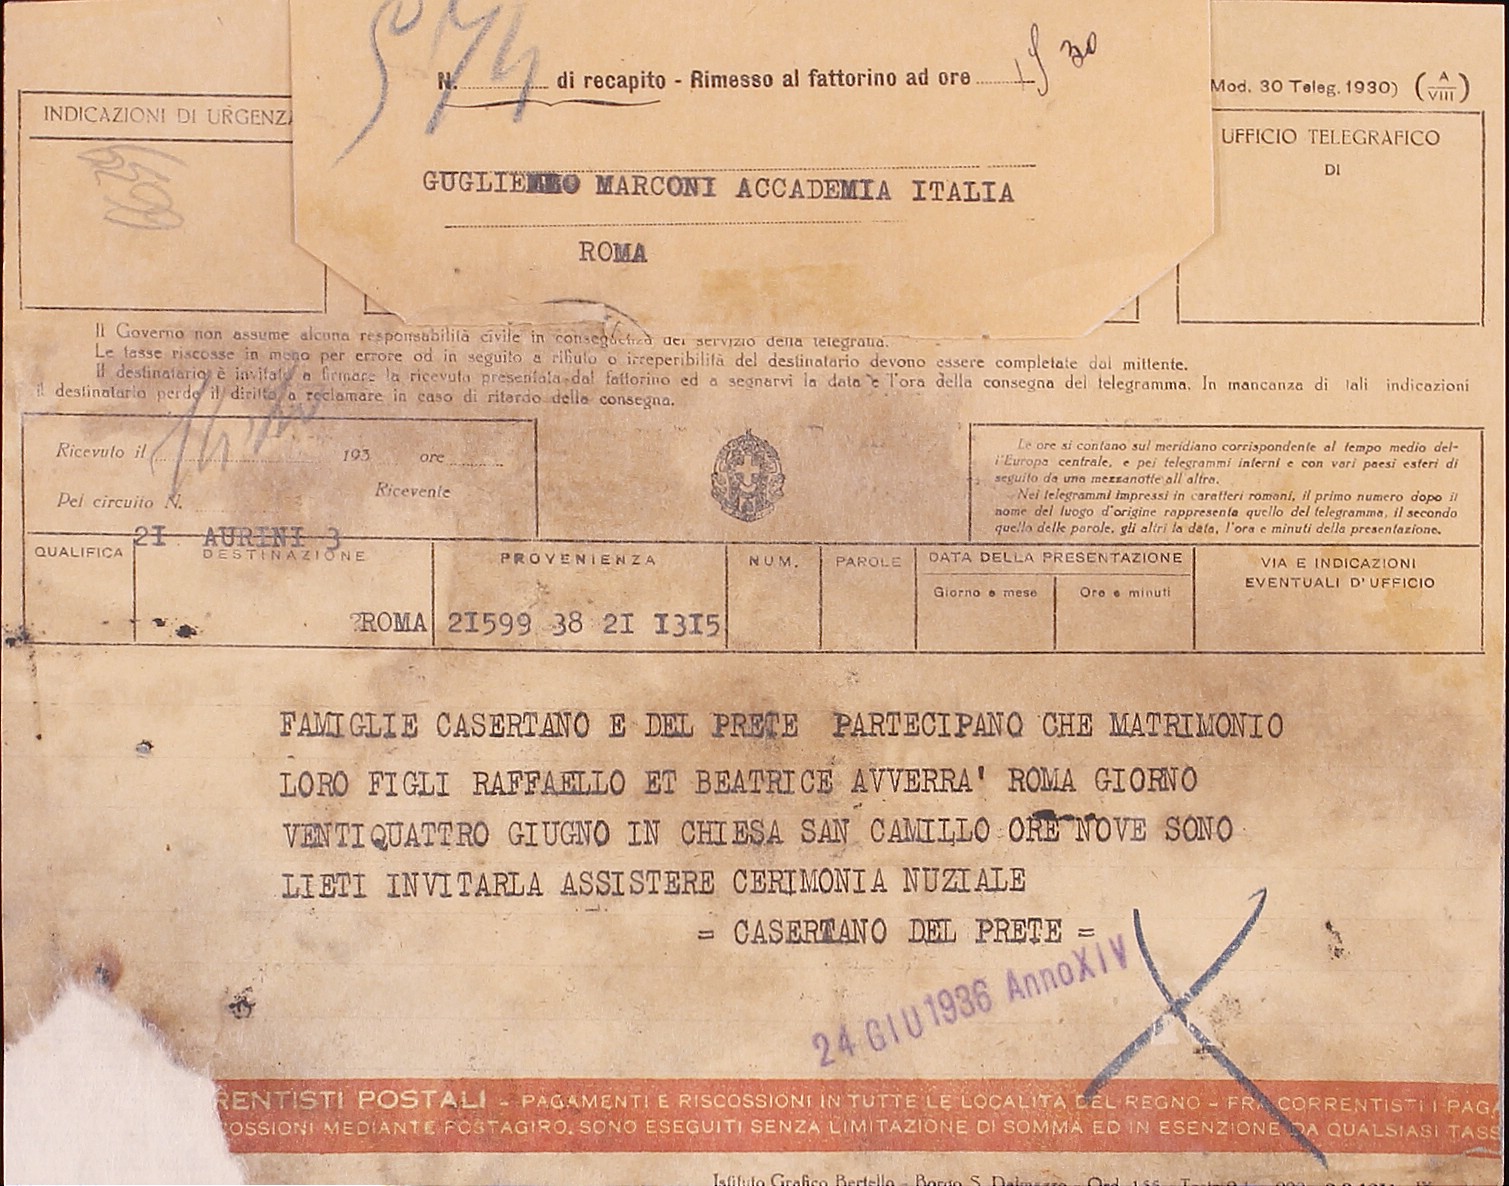 574
N. di recapito - Rimesso al fattorino ad ore 15 30
Mod. 30 Teleg. 1930) (A/VIII)
INDICAZIONI DI URGENZA
UFFICIO TELEGRAFICO
DI
GUGLIELMO MARCONI ACCADEMIA ITALIA
ROMA
Il Governo non assume alcuna responsabilità civile in conseguenza del servizio della telegrafia.
Le tasse riscosse in meno per errore od in seguito a rifiuto o irreperibilità del destinatario devono essere completate dal mittente.
Il destinatario è invitato a firmare la ricevuta presentata dal fattorino ed a segnarvi la data e l'ora della consegna del telegramma. In mancanza di tali indicazioni
il destinatario perde il diritto a reclamare in caso di ritardo della consegna.
Ricevuto il 193 ore
Pel circuito N. Ricevente
Le ore si contano sul meridiano corrispondente al tempo medio del-
l'Europa centrale, e pei telegrammi interni e con vari paesi esteri di
seguito da una mezzanotte all'altra.
Nei telegrammi impressi in caratteri romani, il primo numero dopo il
nome del luogo d'origine rappresenta quello del telegramma, il secondo
quello delle parole, gli altri la data, l'ora e minuti della presentazione.
21 AURINI 3
QUALIFICA DESTINAZIONE PROVENIENZA NUM. PAROLE DATA DELLA PRESENTAZIONE VIA E INDICAZIONI
EVENTUALI D'UFFICIO
Giorno e mese Ore e minuti
ROMA 21599 38 21 1315
FAMIGLIE CASERTANO E DEL PRETE PARTECIPANO CHE MATRIMONIO
LORO FIGLI RAFFAELLO ET BEATRICE AVVERRA' ROMA GIORNO
VENTIQUATTRO GIUGNO IN CHIESA SAN CAMILLO ORE NOVE SONO
LIETI INVITARLA ASSISTERE CERIMONIA NUZIALE
= CASERTANO DEL PRETE =
24 GIU 1936 Anno XIV
RENTISTI POSTALI - PAGAMENTI E RISCOSSIONI IN TUTTE LE LOCALITÀ DEL REGNO - FRA CORRENTISTI I PAGA
COSSIONI MEDIANTE POSTAGIRO, SONO ESEGUITI SENZA LIMITAZIONE DI SOMMA ED IN ESENZIONE DA QUALSIASI TASS
Istituto Grafico Bertello - Borgo S. Dalmazzo